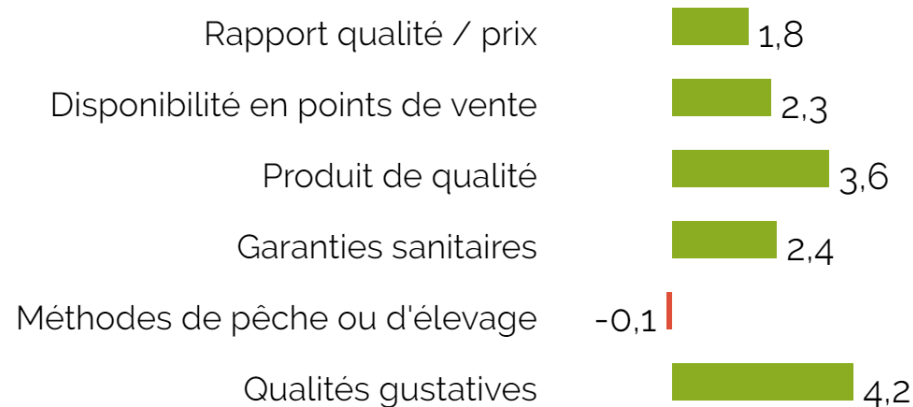 Rapport qualité / prix 1,8
Disponibilité en points de vente 2,3
Produit de qualité 3,6
Garanties sanitaires 2,4
Méthodes de pêche ou d'élevage -0,1
Qualités gustatives 4,2